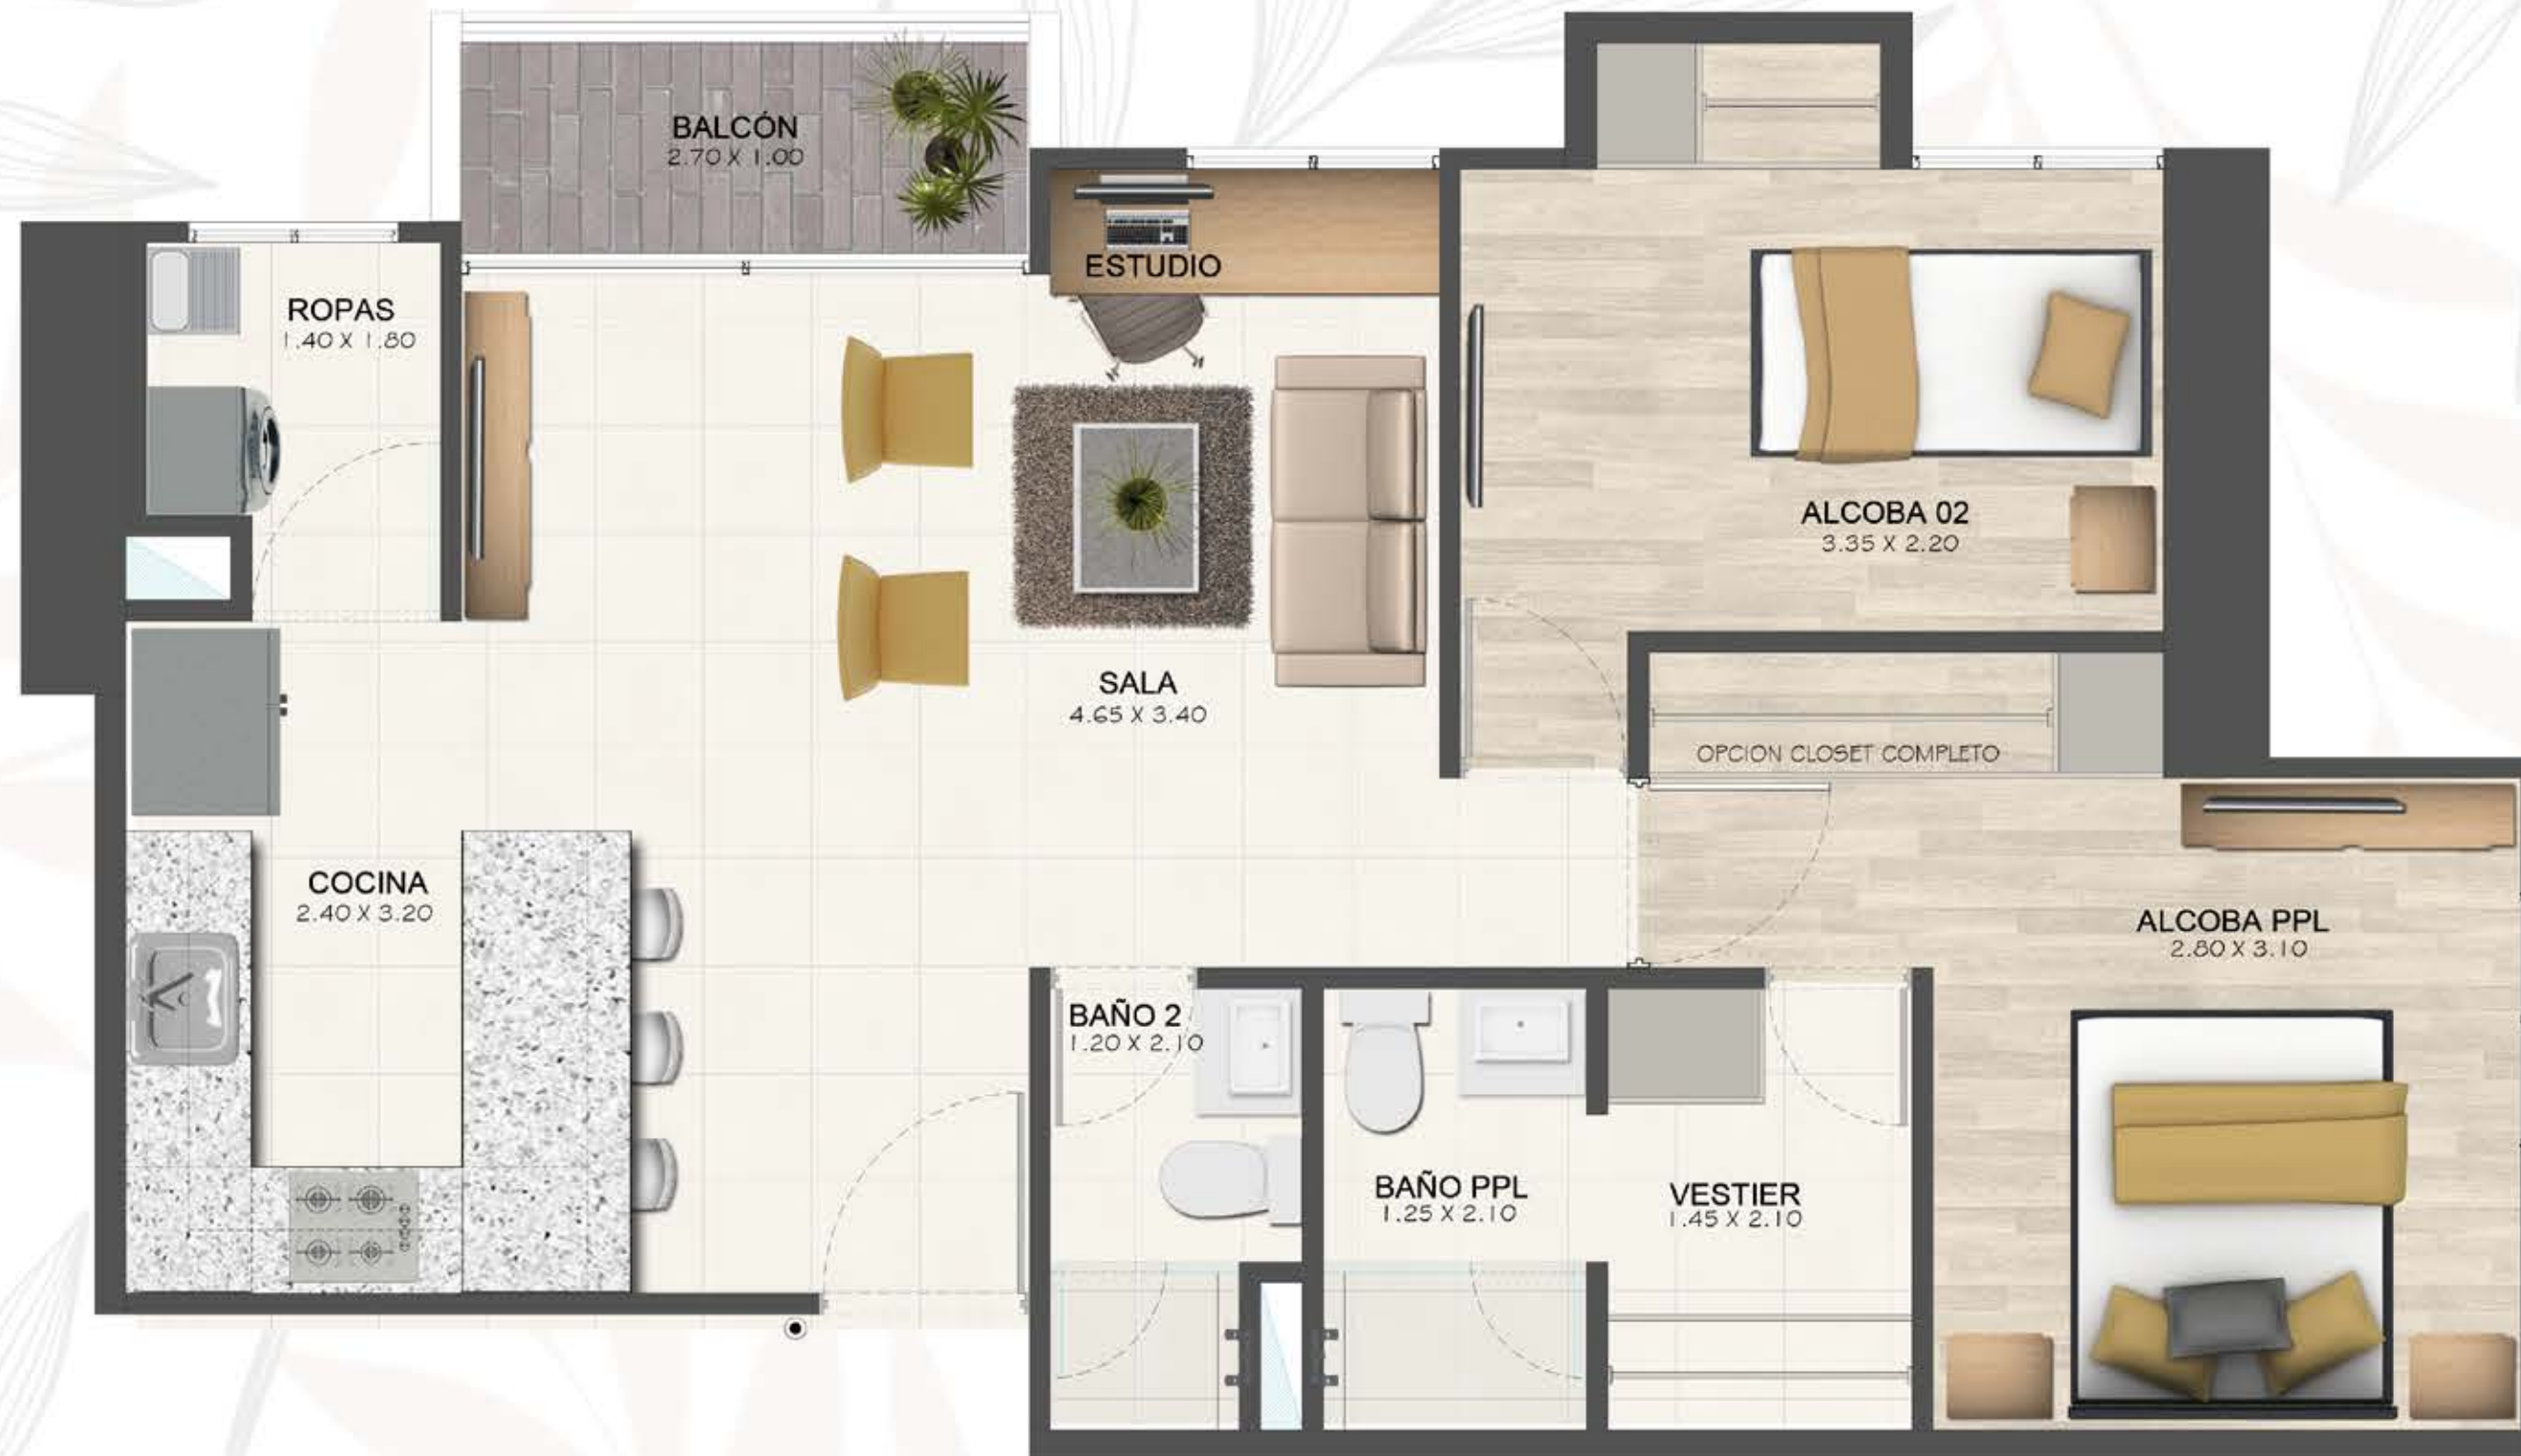 BALCÓN
2.70 X 1.00
ESTUDIO
ROPAS
1.40 X 1.80
ALCOBA 02
3.35 X 2.20
SALA
4.65 X 3.40
OPCION CLOSET COMPLETO
COCINA
2.40 X 3.20
ALCOBA PPL
2.80 X 3.10
BAÑO 2
1.20 X 2.10
BAÑO PPL
1.25 X 2.10
VESTIER
1.45 X 2.10